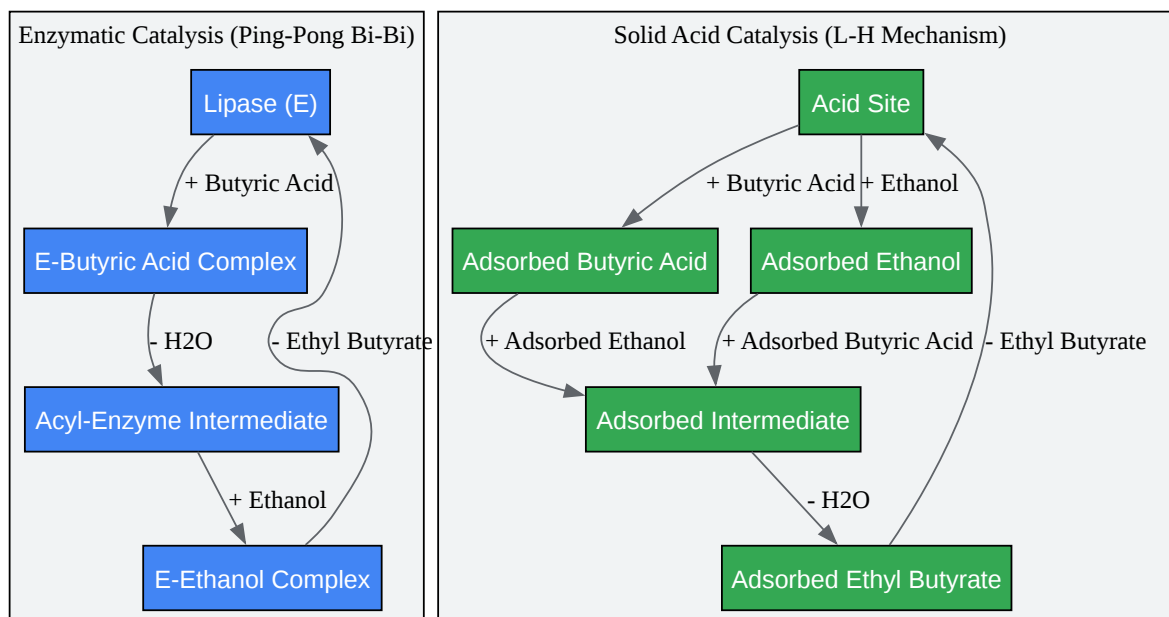 Enzymatic Catalysis (Ping-Pong Bi-Bi)
Lipase (E)
+ Butyric Acid
E-Butyric Acid Complex
- H2O
- Ethyl Butyrate
Acyl-Enzyme Intermediate
+ Ethanol
E-Ethanol Complex
Solid Acid Catalysis (L-H Mechanism)
Acid Site
+ Butyric Acid
+ Ethanol
Adsorbed Butyric Acid
Adsorbed Ethanol
+ Adsorbed Ethanol
+ Adsorbed Butyric Acid
- Ethyl Butyrate
Adsorbed Intermediate
- H2O
Adsorbed Ethyl Butyrate